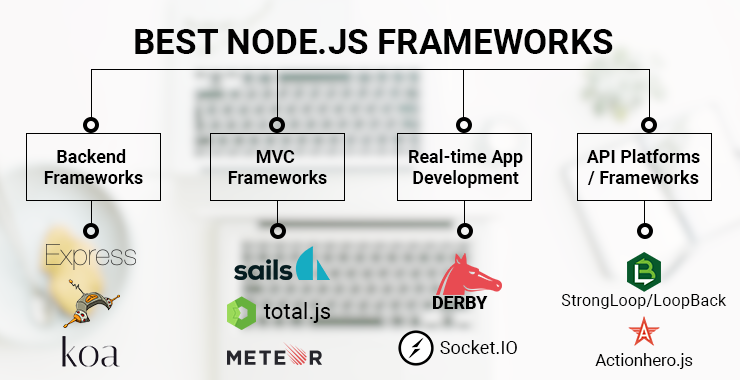 BEST NODE.JS FRAMEWORKS
Backend
Frameworks
MVC
Frameworks
Real-time App
Development
API Platforms
/ Frameworks
Express
koa
sails
total.js
METEOR
DERBY
Socket.IO
StrongLoop/LoopBack
Actionhero.js